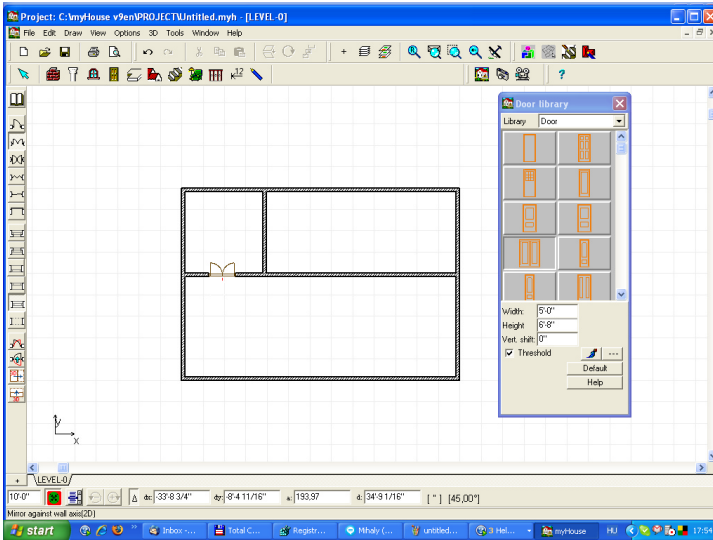 Project: C:\myHouse v9en\PROJECT\Untitled.myh - [LEVEL-0]
File Edit Draw View Options 3D Tools Window Help
Door library
Library Door
Width: 5'-0"
Height 6'-8"
Vert. shift: 0"
Threshold
Default
Help
y
x
LEVEL-0
10'-0" Δ dx: -33'-8 3/4" dy: -8'-4 11/16" a: 193,97 d: 34'-9 1/16" [ " ] [45,00°]
Mirror against wall axis(2D)
start Inbox -... Total C... Registr... Mihaly (... untitled... 3 Hel... myHouse HU 17:54